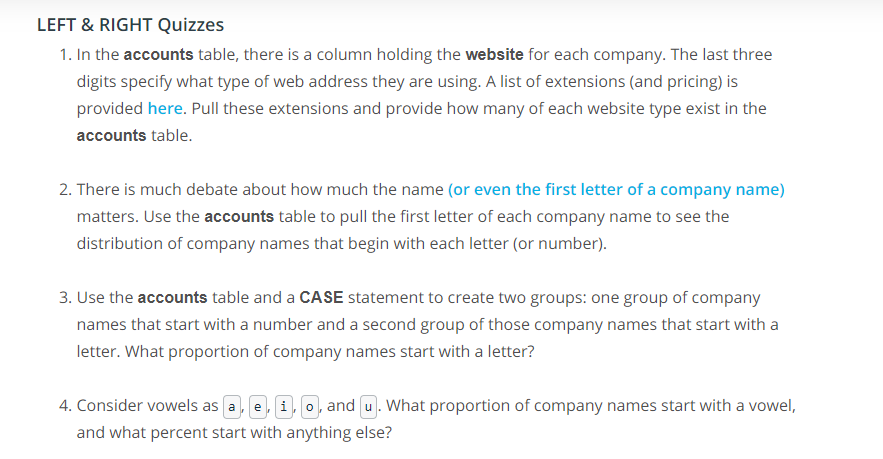 LEFT & RIGHT Quizzes
1. In the accounts table, there is a column holding the website for each company. The last three
digits specify what type of web address they are using. A list of extensions (and pricing) is
provided here. Pull these extensions and provide how many of each website type exist in the
accounts table.
2. There is much debate about how much the name (or even the first letter of a company name)
matters. Use the accounts table to pull the first letter of each company name to see the
distribution of company names that begin with each letter (or number).
3. Use the accounts table and a CASE statement to create two groups: one group of company
names that start with a number and a second group of those company names that start with a
letter. What proportion of company names start with a letter?
4. Consider vowels as a, e, i, o, and u. What proportion of company names start with a vowel,
and what percent start with anything else?